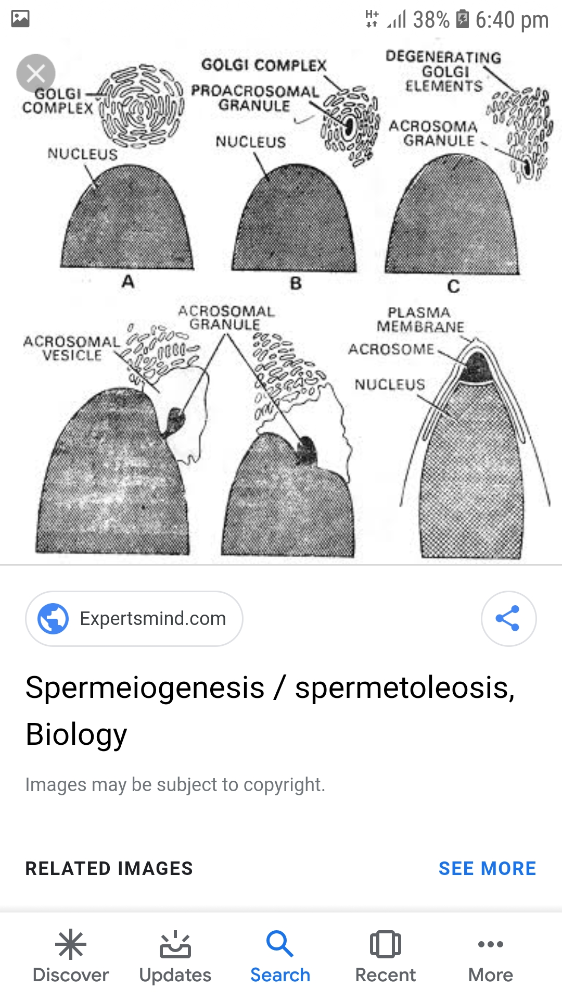 H+ 38% 6:40 pm
GOLGI
COMPLEX
NUCLEUS
A
GOLGI COMPLEX
PROACROSOMAL
GRANULE
NUCLEUS
B
DEGENERATING
GOLGI
ELEMENTS
ACROSOMA
GRANULE
C
ACROSOMAL
VESICLE
ACROSOMAL
GRANULE
PLASMA
MEMBRANE
ACROSOME
NUCLEUS
Expertsmind.com
Spermeiogenesis / spermetoleosis,
Biology
Images may be subject to copyright.
RELATED IMAGES SEE MORE
Discover Updates Search Recent More